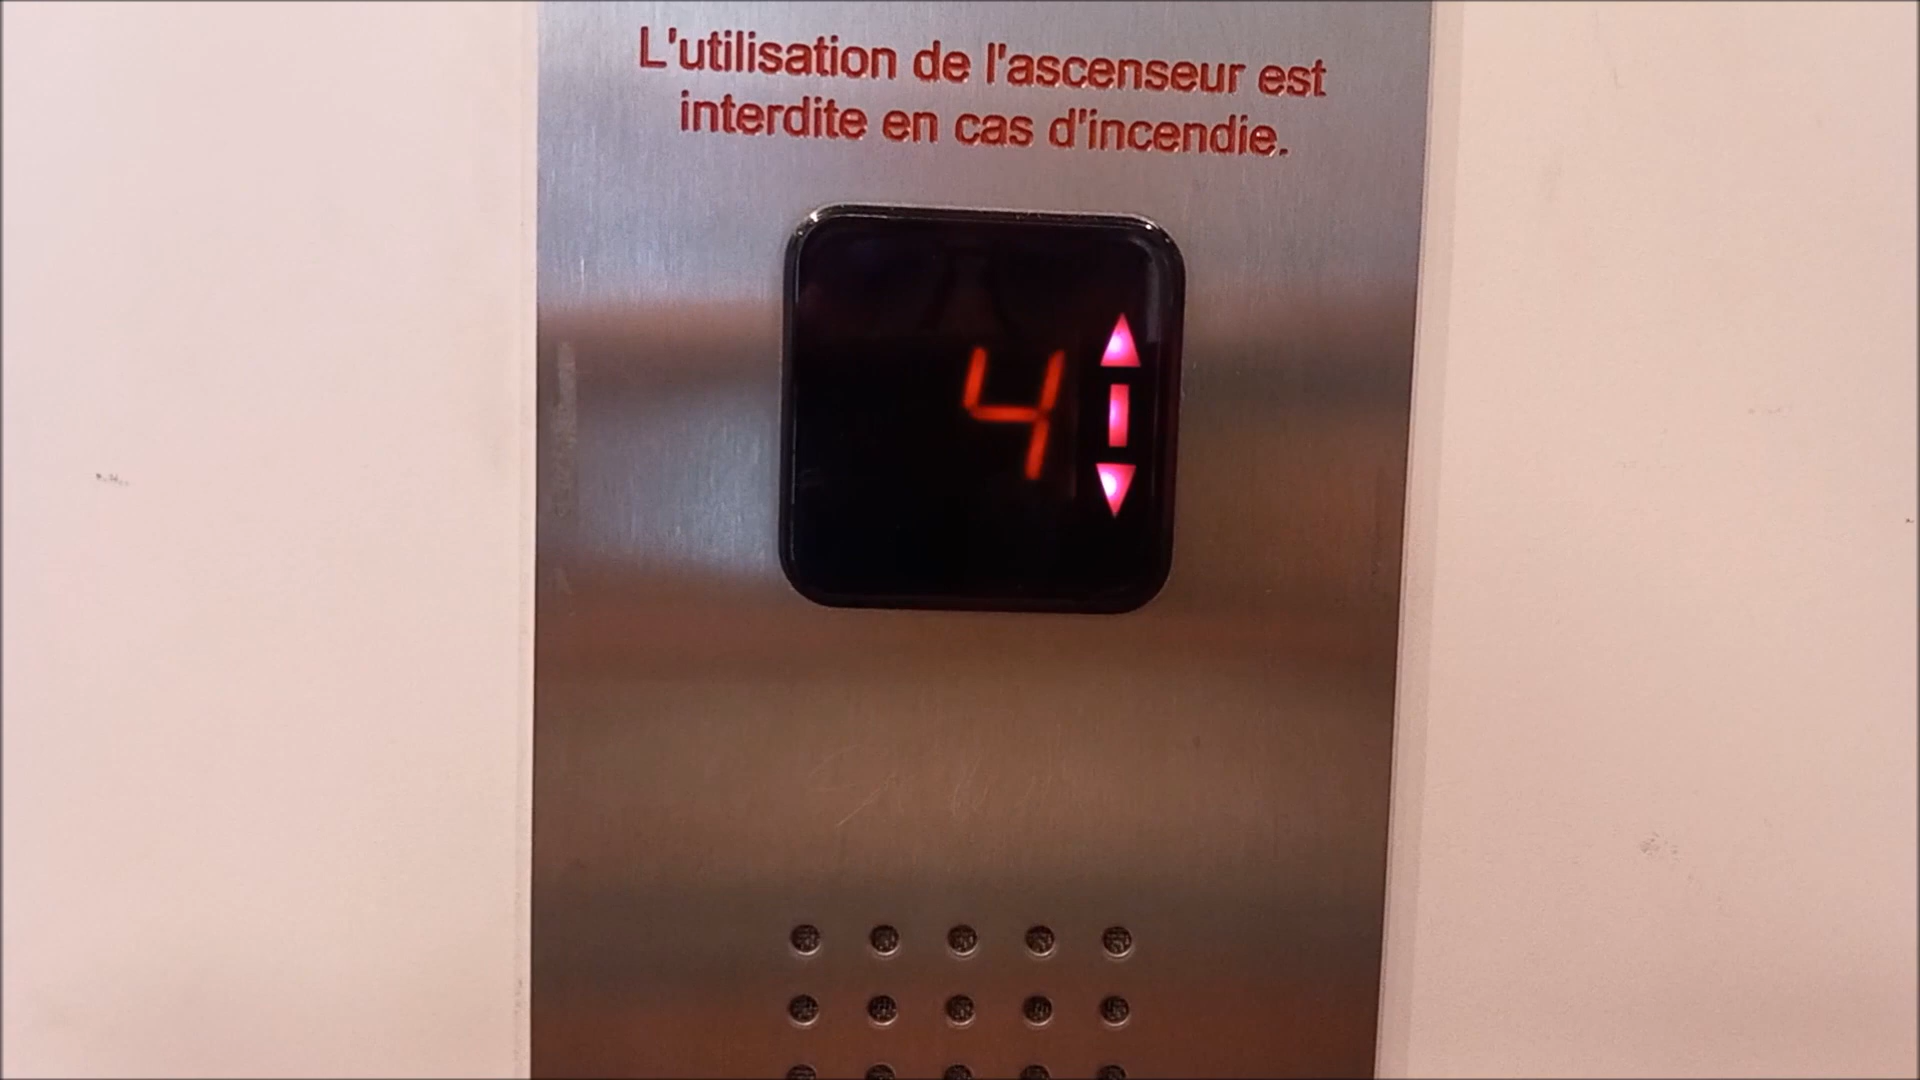 L'utilisation de l'ascenseur est
interdite en cas d'incendie.
4